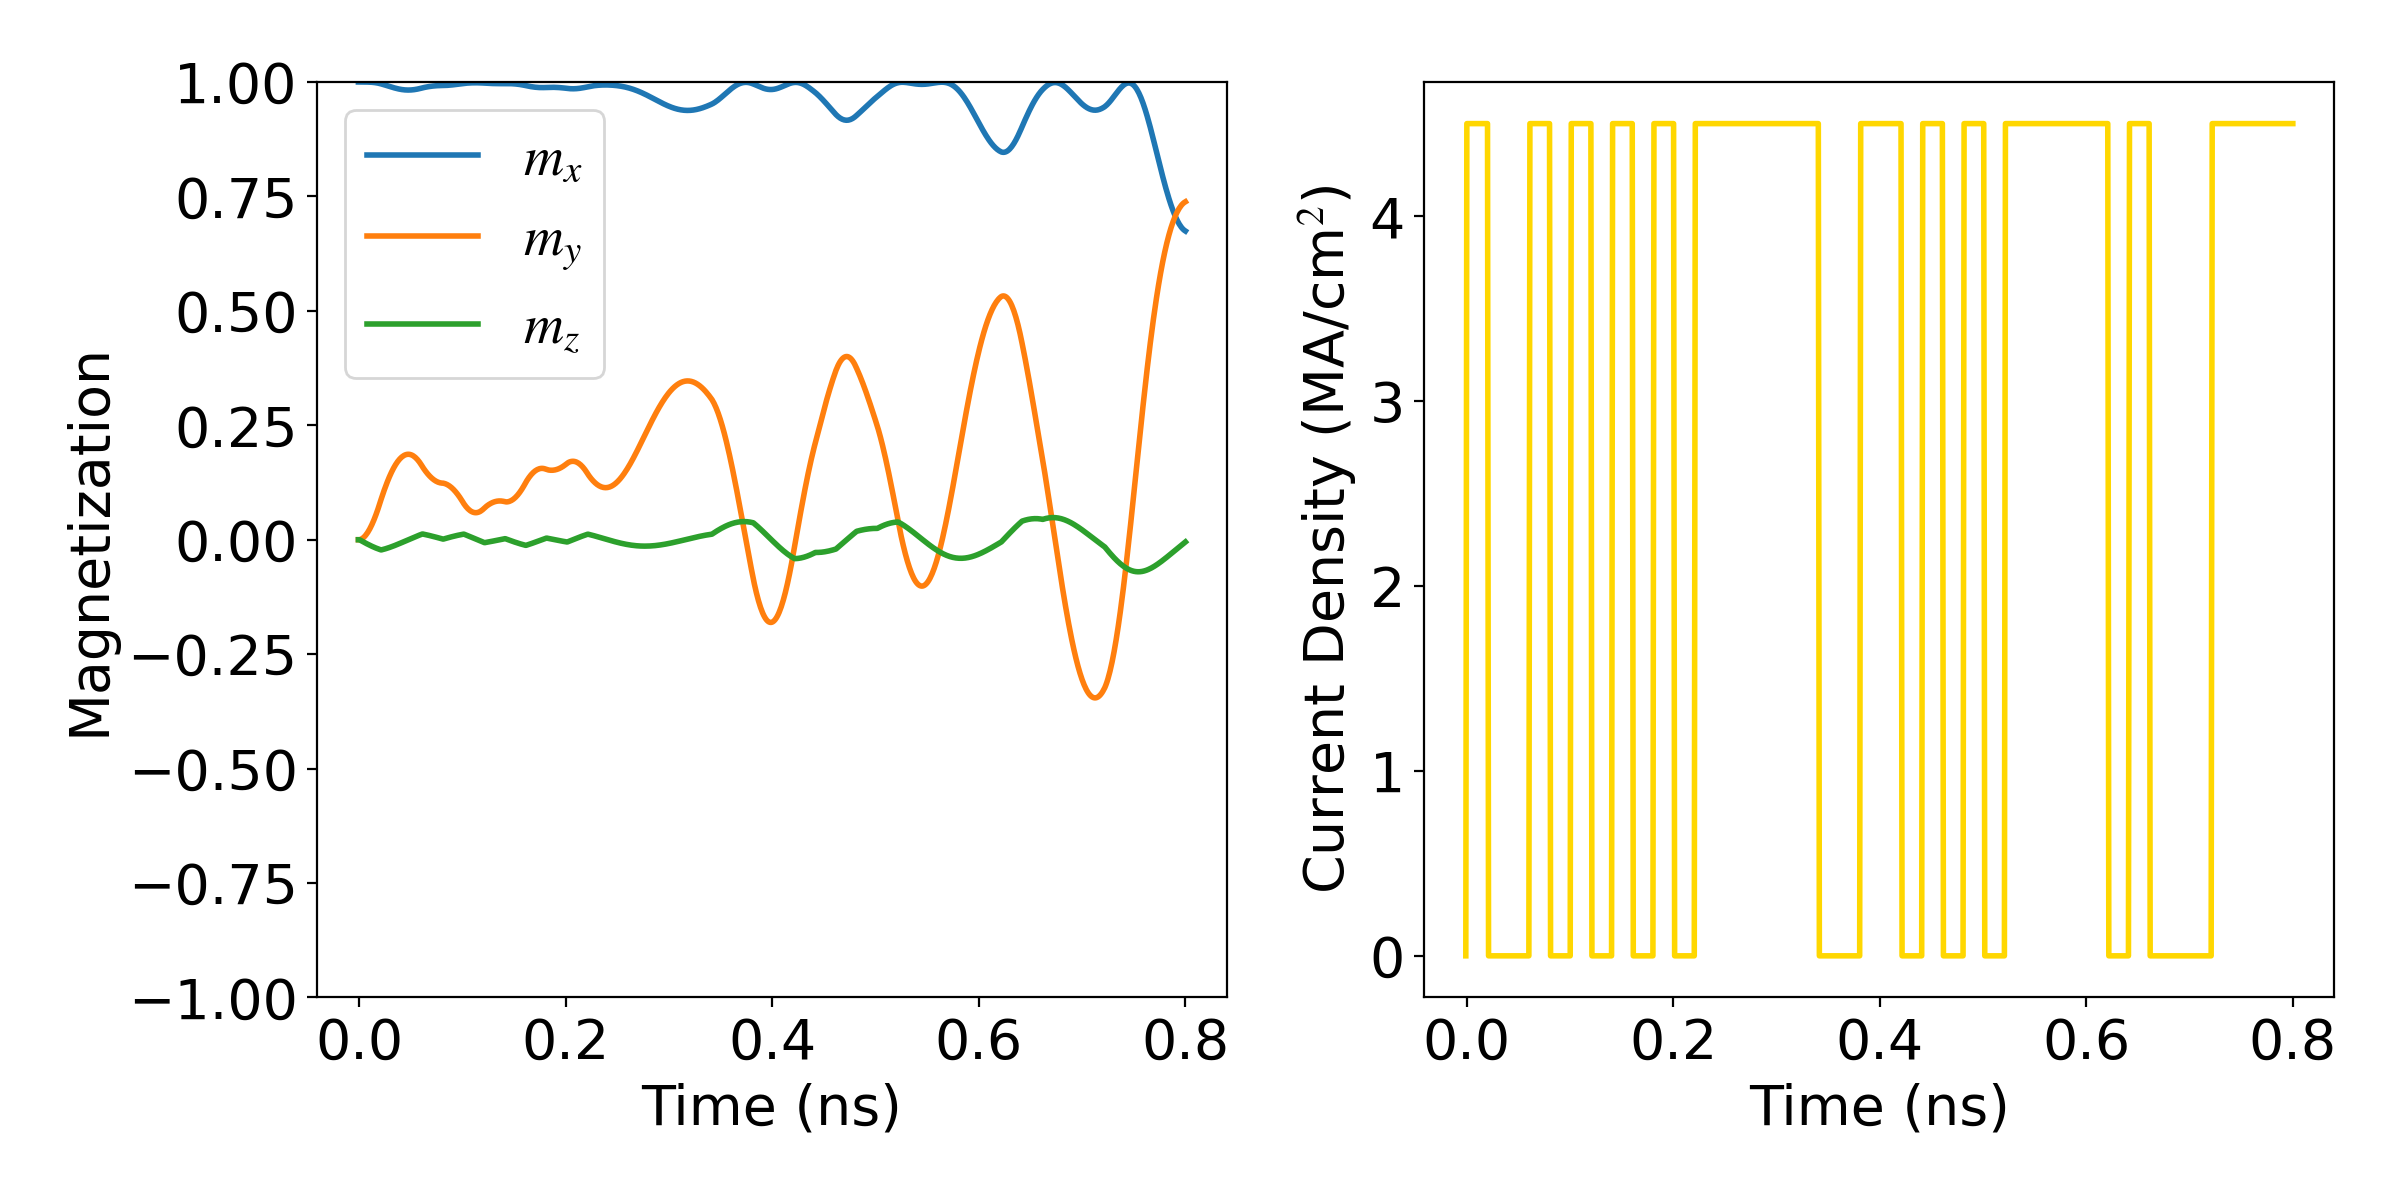 1.00
0.75
0.50
0.25
0.00
−0.25
−0.50
−0.75
−1.00
Magnetization
0.0 0.2 0.4 0.6 0.8
Time (ns)
mₓ
m_y
m_z
4
3
2
1
0
Current Density (MA/cm²)
0.0 0.2 0.4 0.6 0.8
Time (ns)